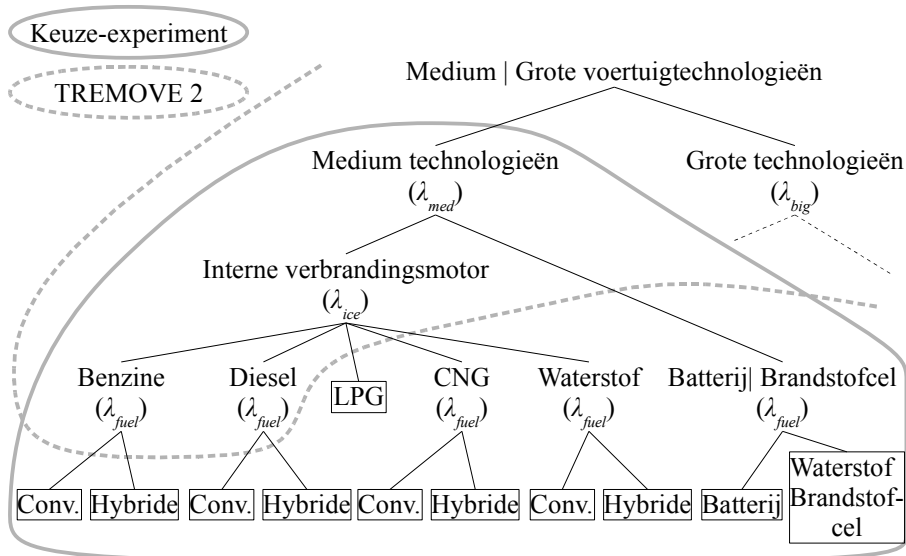 Keuze-experiment
TREMOVE 2
Medium | Grote voertuigtechnologieën
Medium technologieën
(λmed)
Grote technologieën
(λbig)
Interne verbrandingsmotor
(λice)
Benzine
(λfuel)
Diesel
(λfuel)
LPG
CNG
(λfuel)
Waterstof
(λfuel)
Batterij| Brandstofcel
(λfuel)
Conv.
Hybride
Conv.
Hybride
Conv.
Hybride
Conv.
Hybride
Batterij
Waterstof
Brandstof-
cel